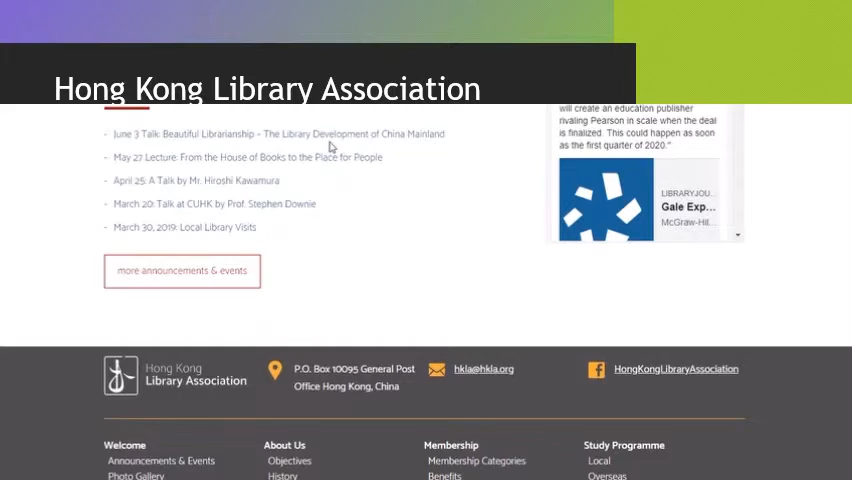 Hong Kong Library Association
- June 3 Talk: Beautiful Librarianship – The Library Development of China Mainland
- May 27 Lecture: From the House of Books to the Place for People
- April 25: A Talk by Mr. Hiroshi Kawamura
- March 20: Talk at CUHK by Prof. Stephen Downie
- March 30, 2019: Local Library Visits
more announcements & events
will create an education publisher
rivaling Pearson in scale when the deal
is finalized. This could happen as soon
as the first quarter of 2020."
LIBRARYJOU...
Gale Exp...
McGraw-Hil...
Hong Kong
Library Association
P.O. Box 10095 General Post
Office Hong Kong, China
hkla@hkla.org
HongKongLibraryAssociation
Welcome
Announcements & Events
Photo Gallery
About Us
Objectives
History
Membership
Membership Categories
Benefits
Study Programme
Local
Overseas